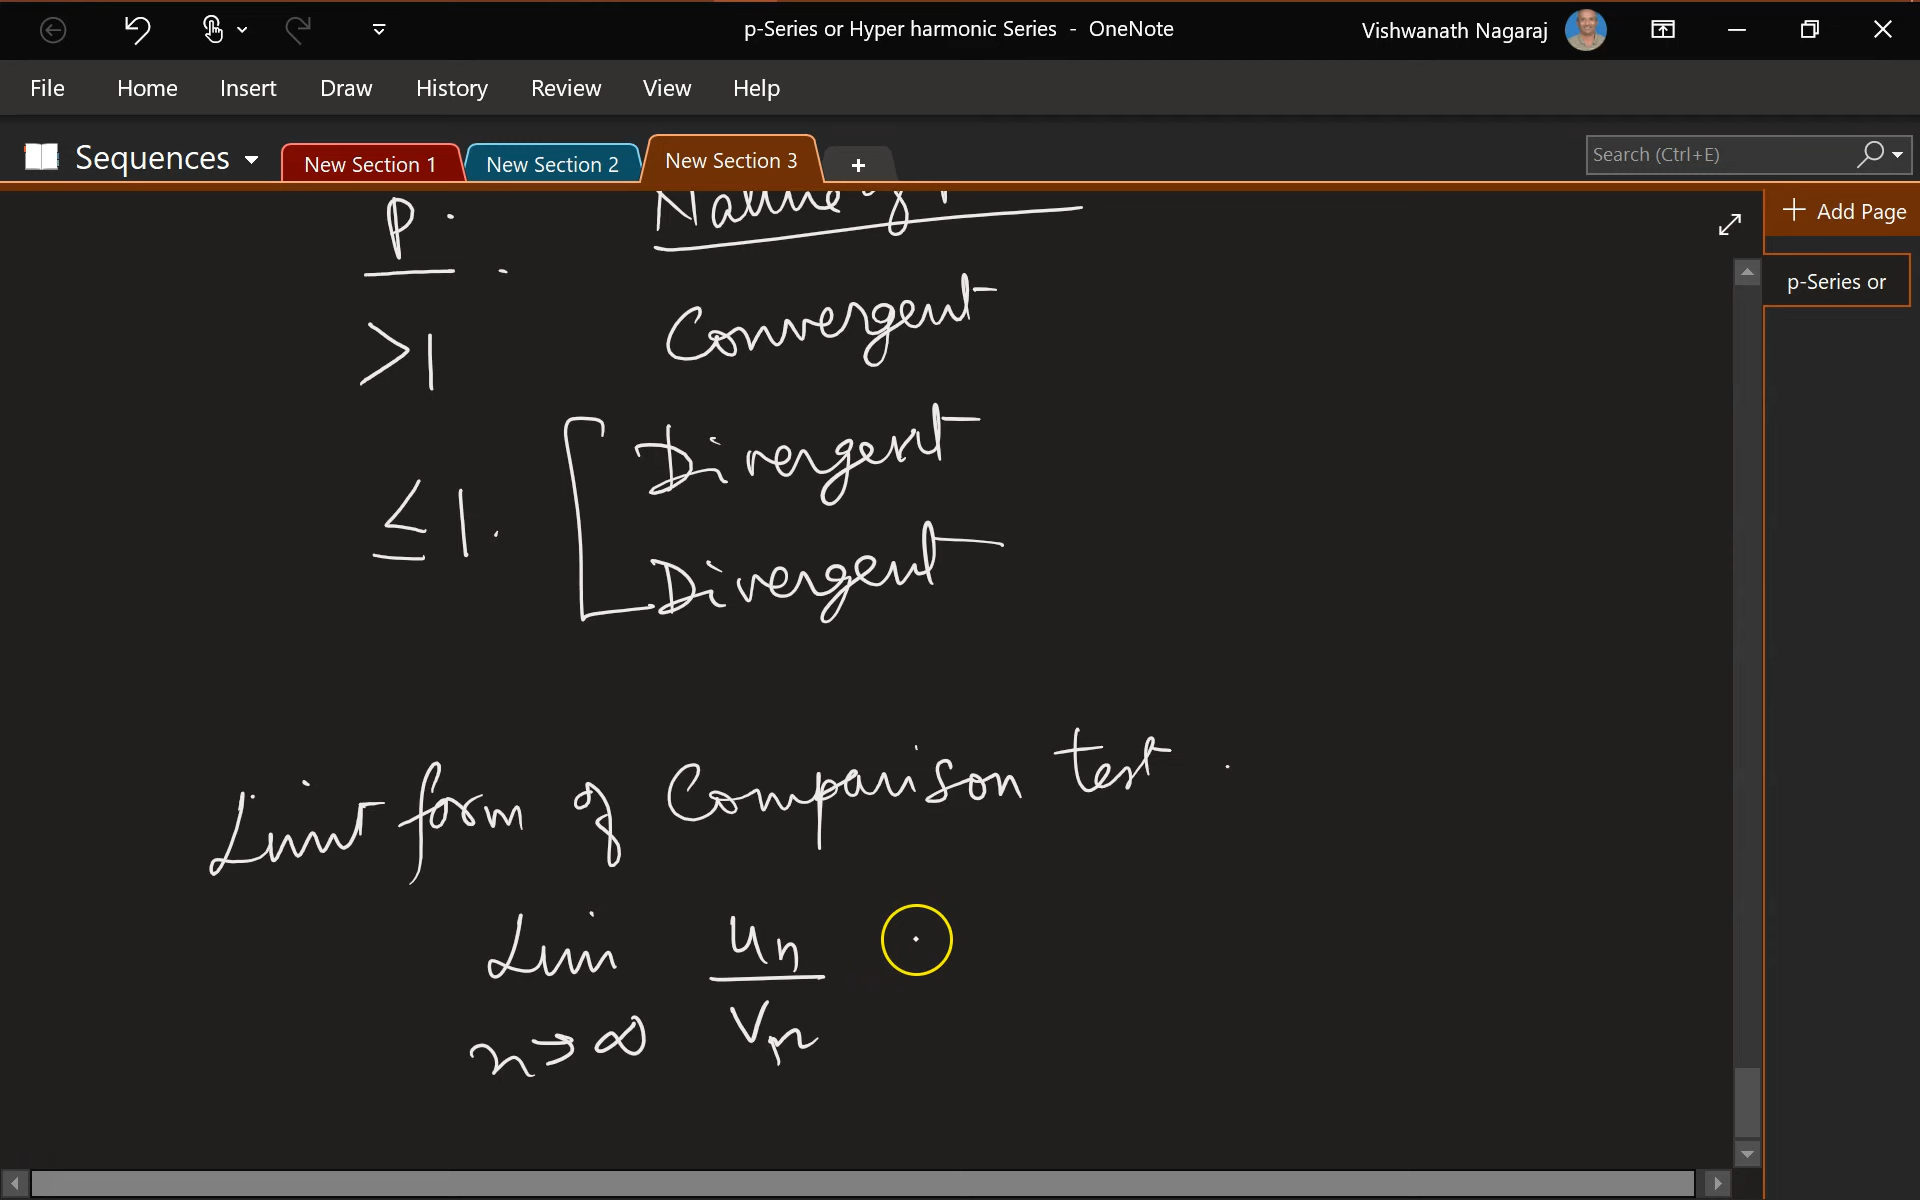 p-Series or Hyper harmonic Series - OneNote
Vishwanath Nagaraj
File Home Insert Draw History Review View Help
Sequences New Section 1 New Section 2 New Section 3 +
Search (Ctrl+E)
+ Add Page
p-Series or
p. Nature of
>1 Convergent
≤ 1. Divergent
Divergent
Limit form of Comparison test.
Lim un
n→∞ vn